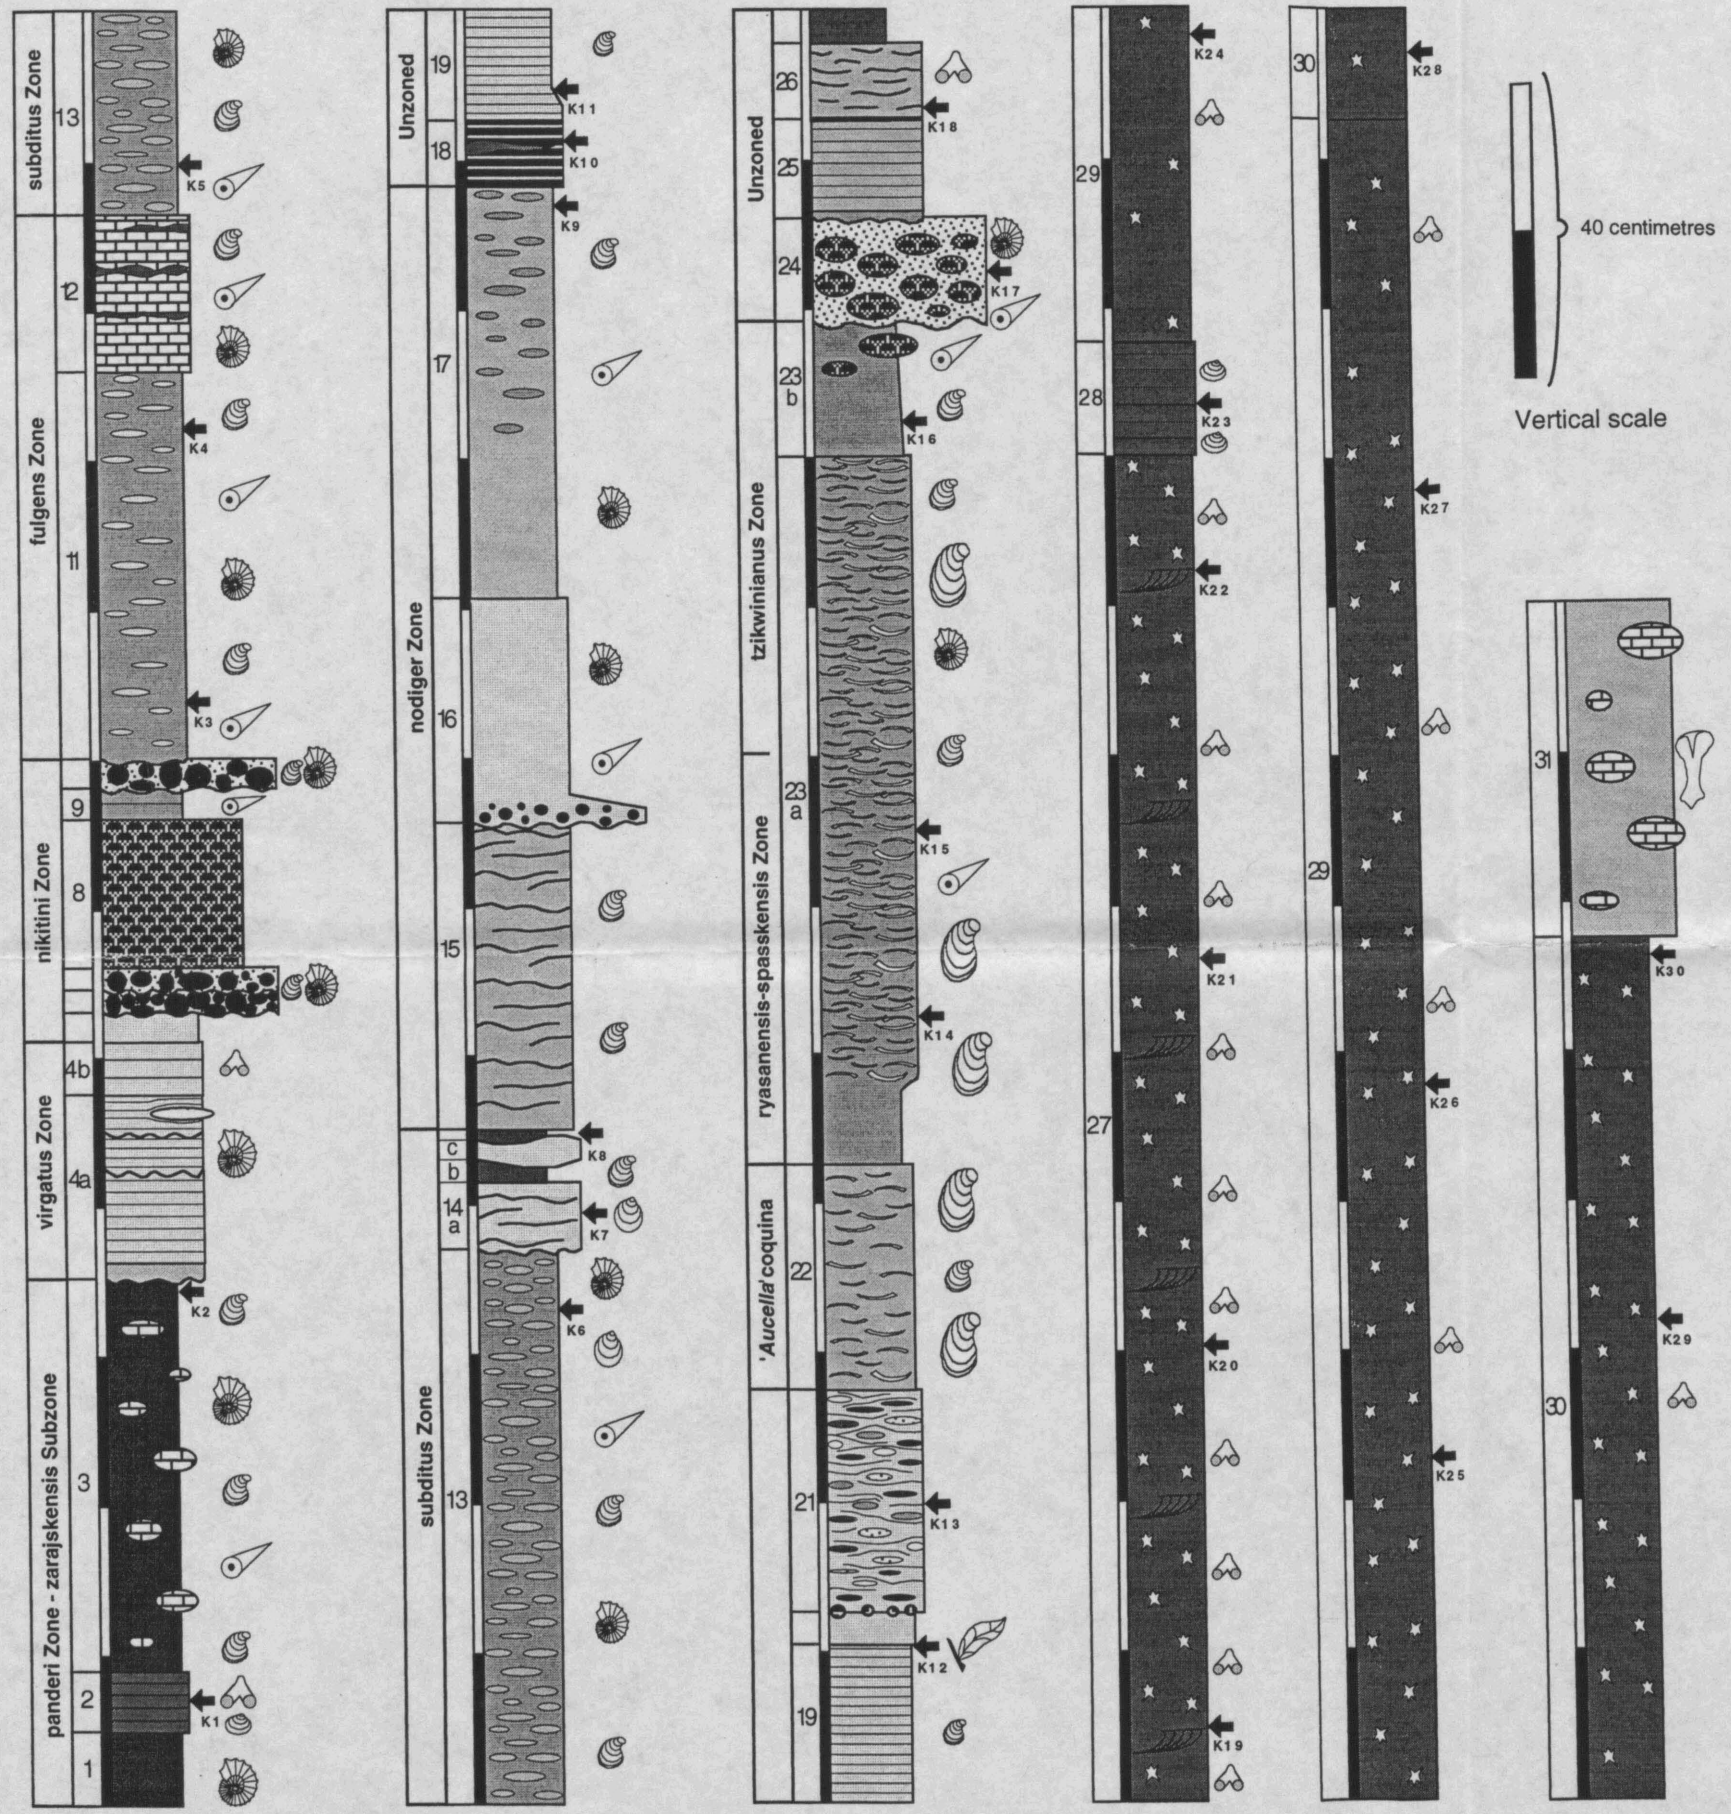 subditus Zone
13
K5
12
fulgens Zone
K4
11
K3
9
nikitini Zone
8
4b
virgatus Zone
4a
K2
panderi Zone - zarajskensis Subzone
3
2
K1
1
Unzoned
19
K11
18
K10
K9
17
nodiger Zone
16
15
c
K8
b
14
a
K7
K6
subditus Zone
13
26
K18
Unzoned
25
24
K17
23
b
K16
tzikwinianus Zone
23
a
K15
ryasanensis-spasskensis Zone
K14
'Aucella' coquina
22
21
K13
K12
19
K24
29
28
K23
K22
K21
27
K20
K19
30
K28
K27
29
K26
K25
40 centimetres
Vertical scale
31
K30
K29
30